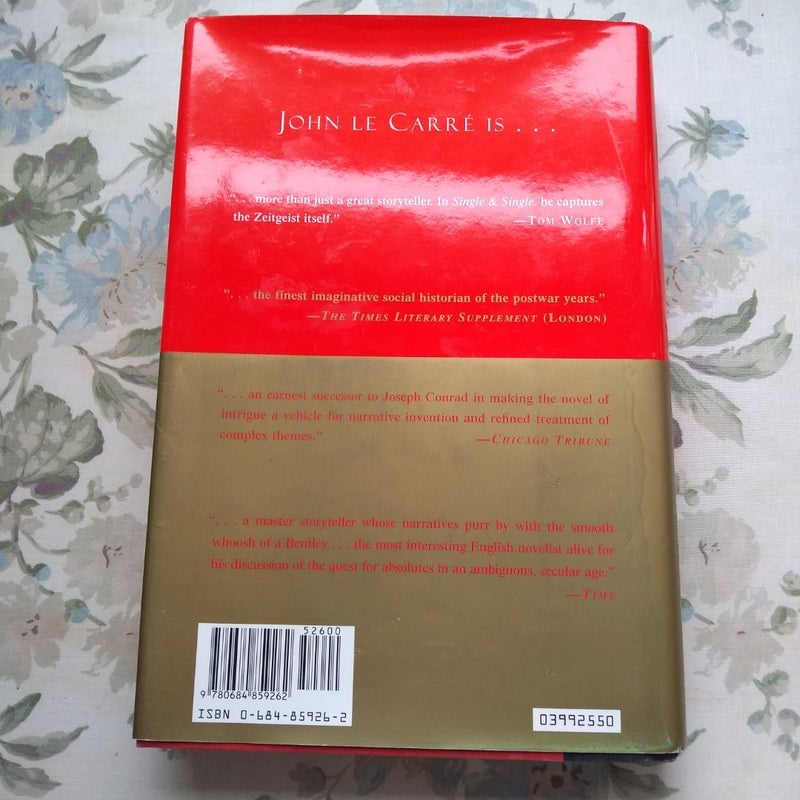 JOHN LE CARRÉ IS . . .
“. . . more than just a great storyteller. In Single & Single, he captures
the Zeitgeist itself.” —TOM WOLFE
“. . . the finest imaginative social historian of the postwar years.”
—THE TIMES LITERARY SUPPLEMENT (LONDON)
“. . . an earnest successor to Joseph Conrad in making the novel of
intrigue a vehicle for narrative invention and refined treatment of
complex themes.” —CHICAGO TRIBUNE
“. . . a master storyteller whose narratives purr by with the smooth
whoosh of a Bentley . . . the most interesting English novelist alive for
his discussion of the quest for absolutes in an ambiguous, secular age.”
—TIME
52600
9 780684 859262
ISBN 0-684-85926-2
03992550